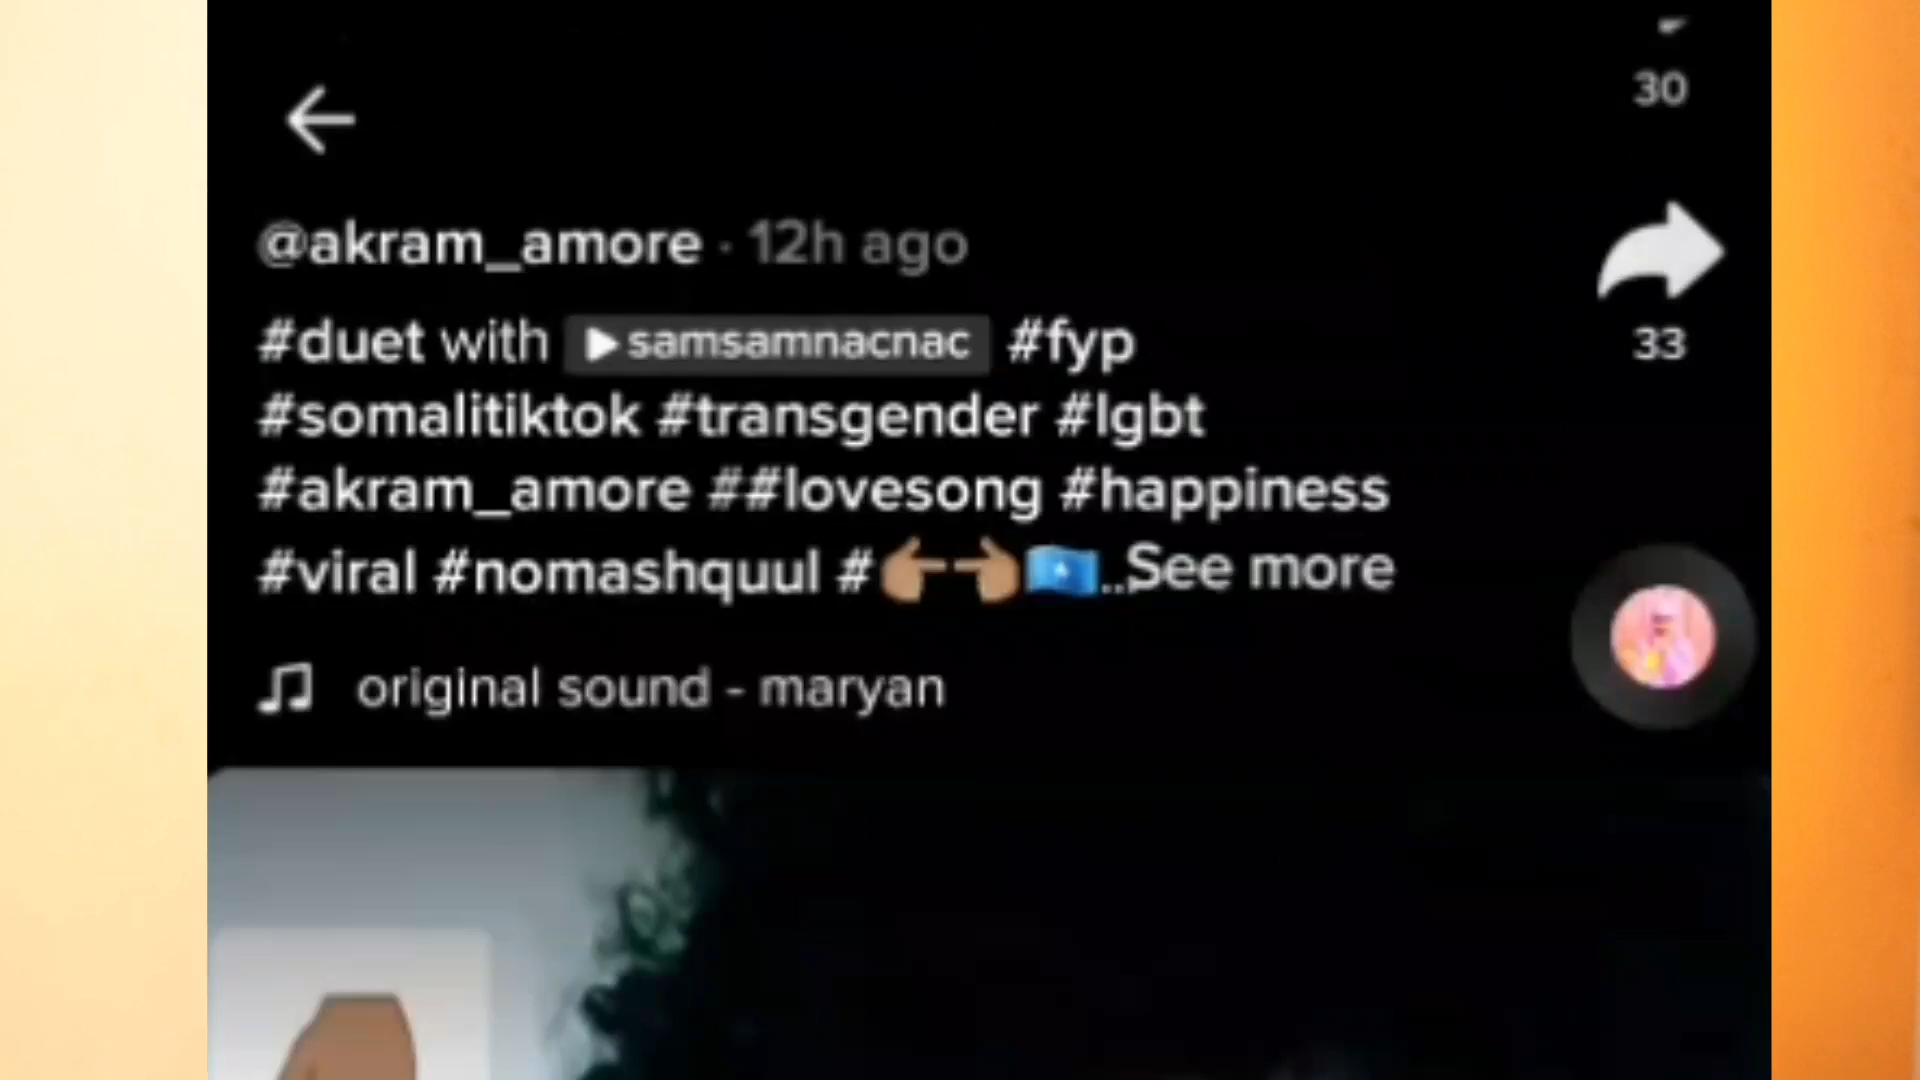 30
@akram_amore · 12h ago
#duet with ▶samsamnacnac #fyp
33
#somalitiktok #transgender #lgbt
#akram_amore ##lovesong #happiness
#viral #nomashquul #👉🏽👈🏽🇸🇴..See more
original sound - maryan